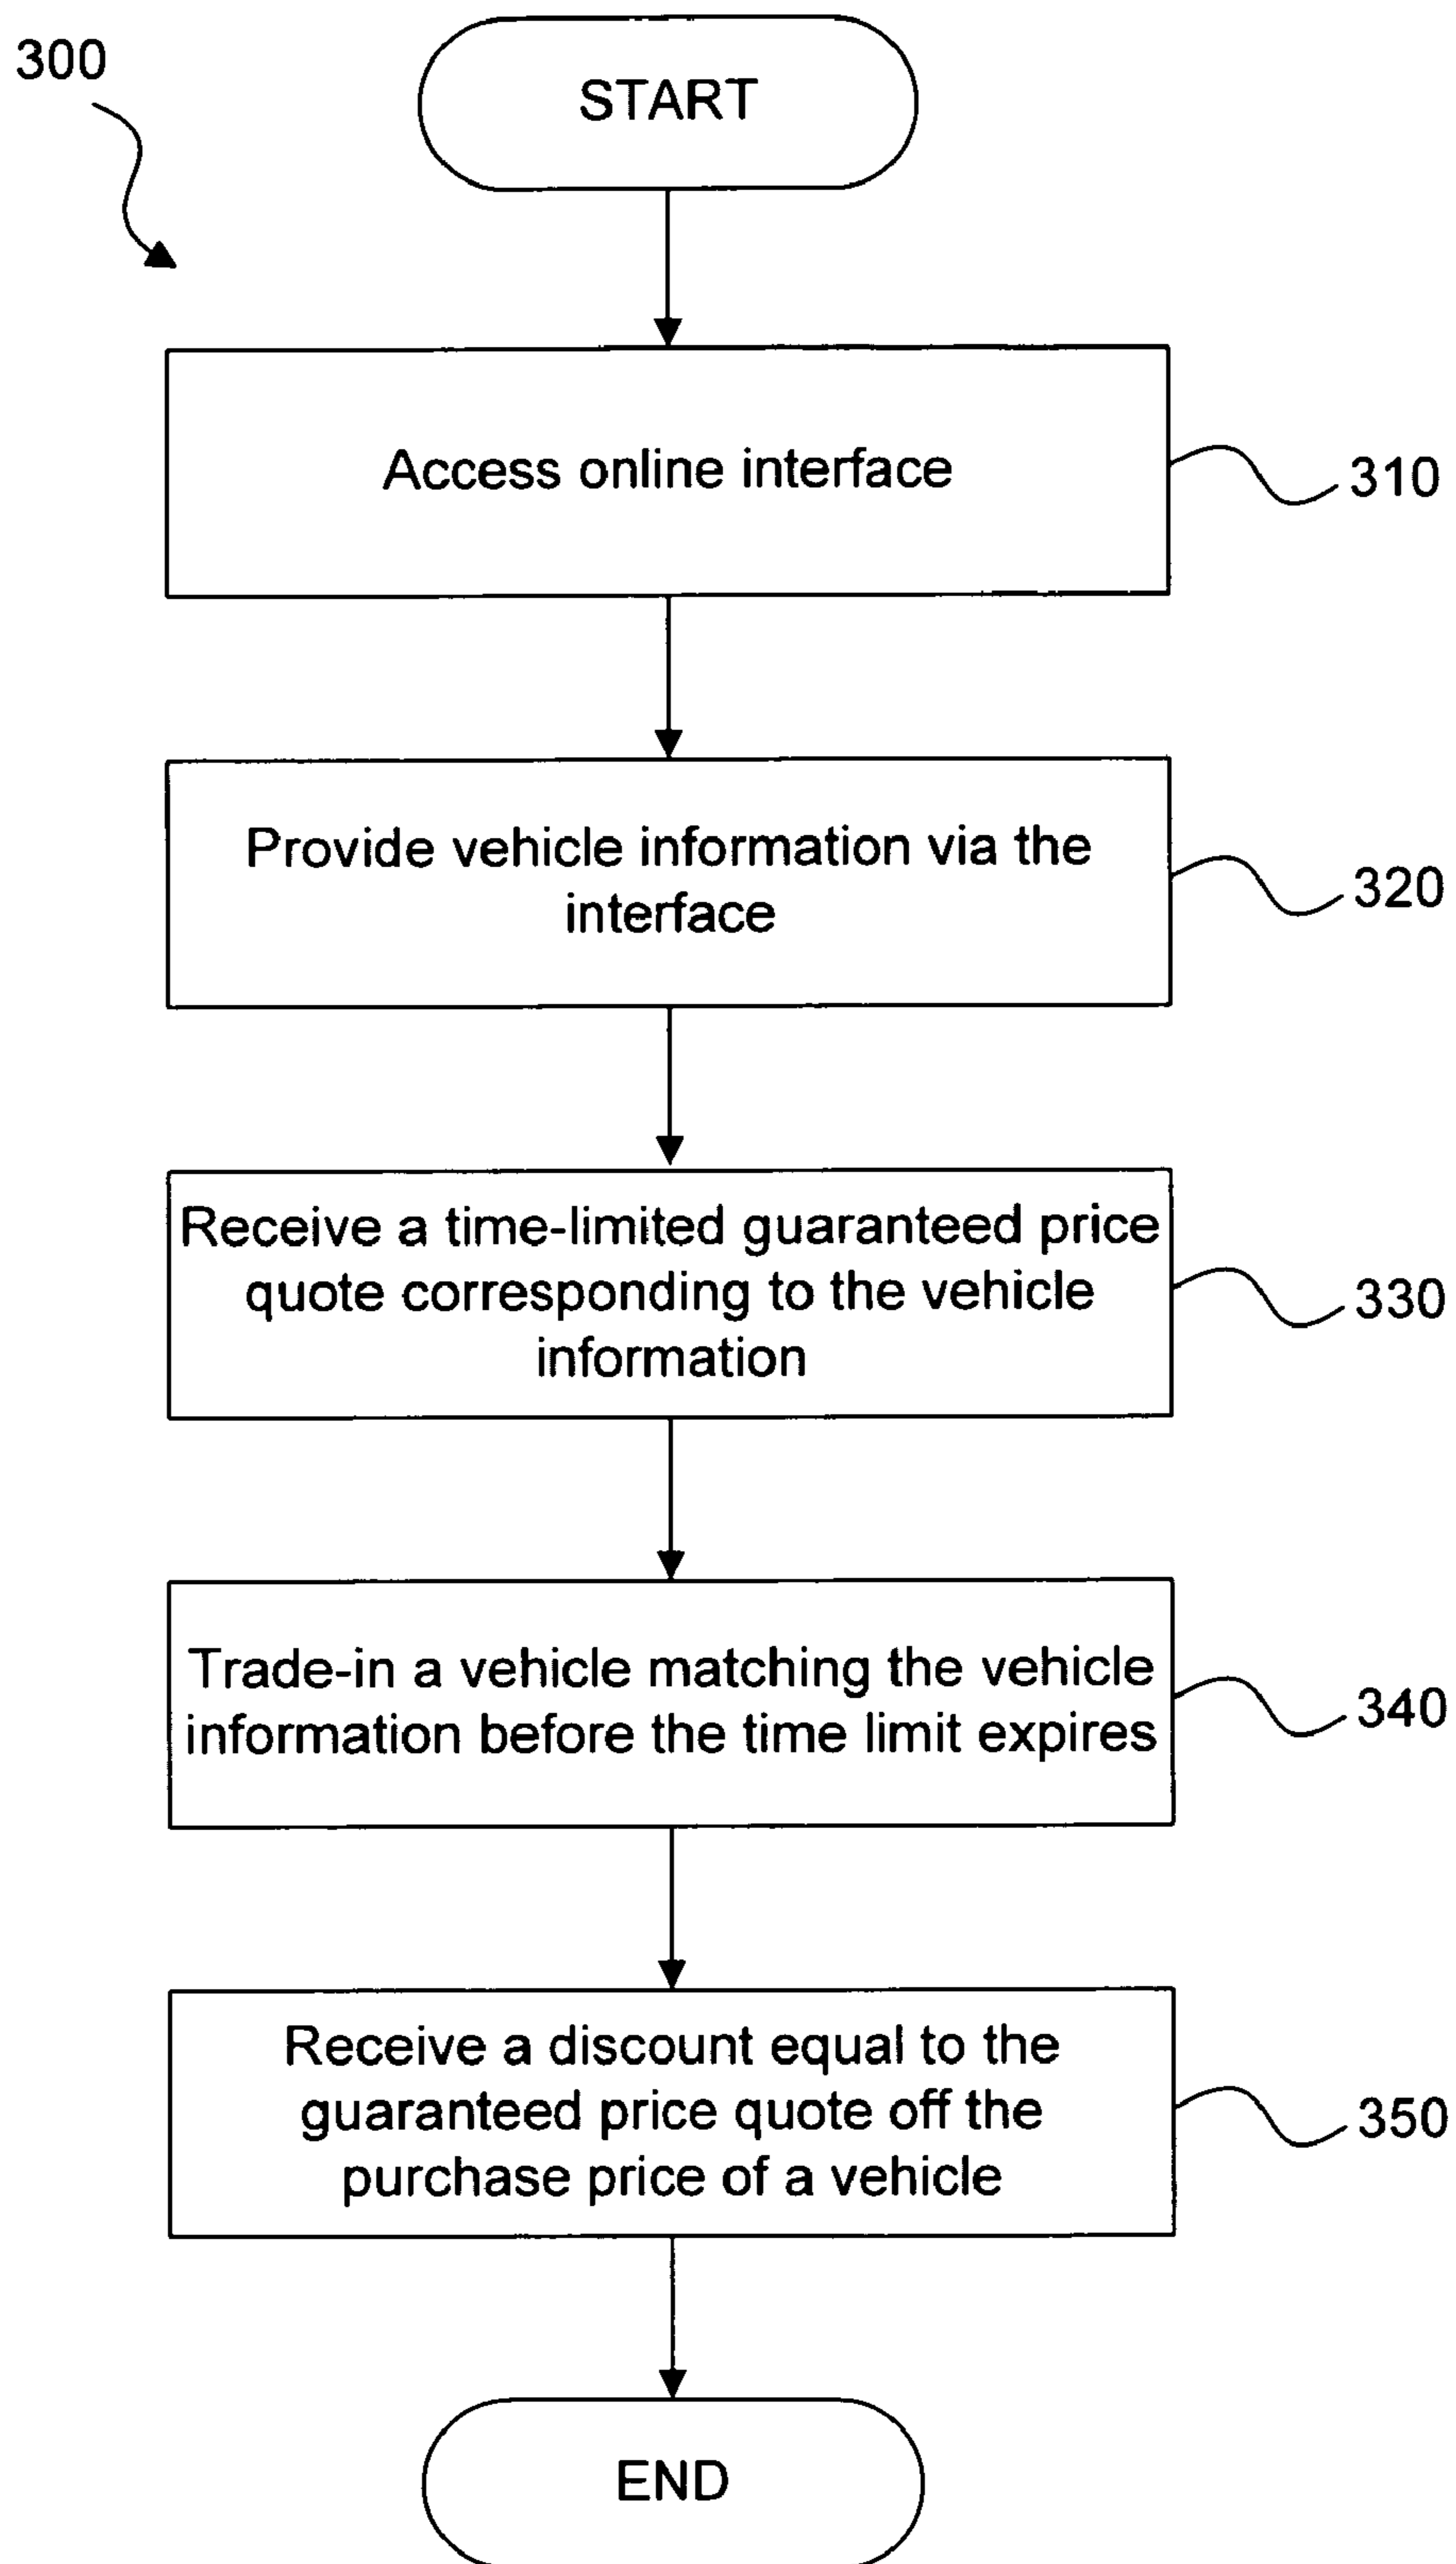 300
START
Access online interface
310
Provide vehicle information via the
interface
320
Receive a time-limited guaranteed price
quote corresponding to the vehicle
information
330
Trade-in a vehicle matching the vehicle
information before the time limit expires
340
Receive a discount equal to the
guaranteed price quote off the
purchase price of a vehicle
350
END